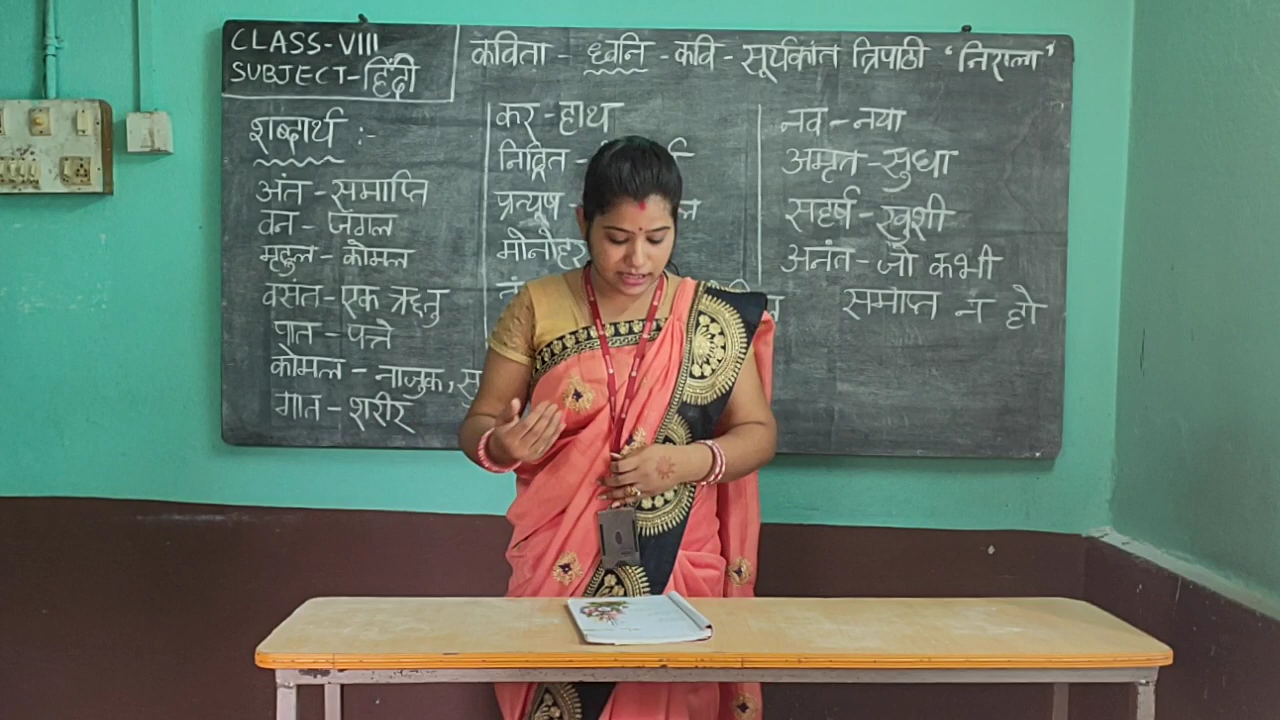 CLASS-VIII
SUBJECT-हिंदी
कविता - ध्वनि - कवि - सूर्यकांत त्रिपाठी 'निराला'
शब्दार्थ :-
अंत - समाप्ति
वन - जंगल
मृदुल - कोमल
वसंत - एक ऋतु
पात - पत्ते
कोमल - नाजुक,
गात - शरीर
कर - हाथ
निद्रित -
प्रत्यूष -
मोनोहर
नव - नया
अमृत - सुधा
सहर्ष - खुशी
अनंत - जो कभी
समाप्त न हो